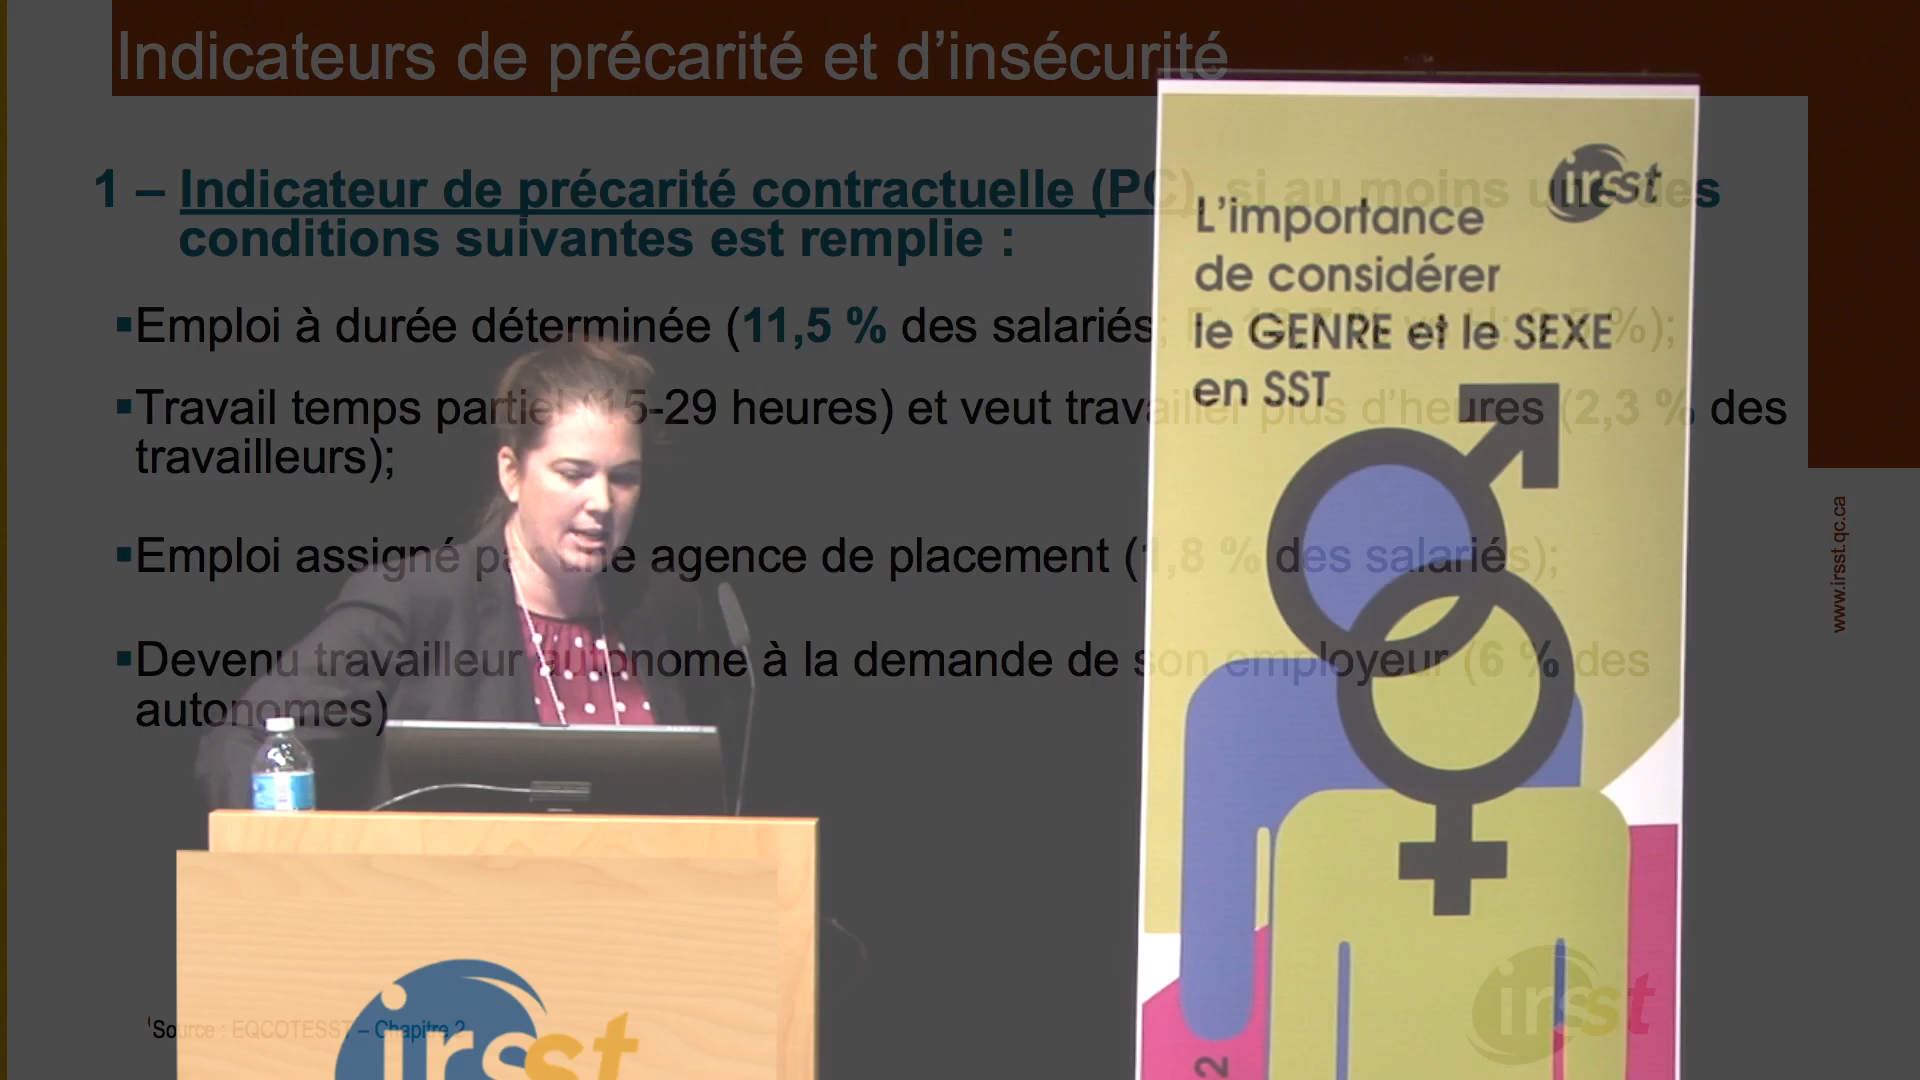 Indicateurs de précarité et d’insécurité
1 – Indicateur de précarité contractuelle (PC), si au moins une des
conditions suivantes est remplie :
▪Emploi à durée déterminée (11,5 % des salariés; F: %);
▪Travail temps partiel (15-29 heures) et veut travailler plus d’heures (2,3 % des
travailleurs);
▪Emploi assigné par une agence de placement (1,8 % des salariés);
▪Devenu travailleur autonome à la demande de son employeur (6 % des
autonomes)
Source : EQCOTESST – Chapitre 2
www.irsst.qc.ca
irsst
L’importance
de considérer
le GENRE et le SEXE
en SST
irsst
irsst
2